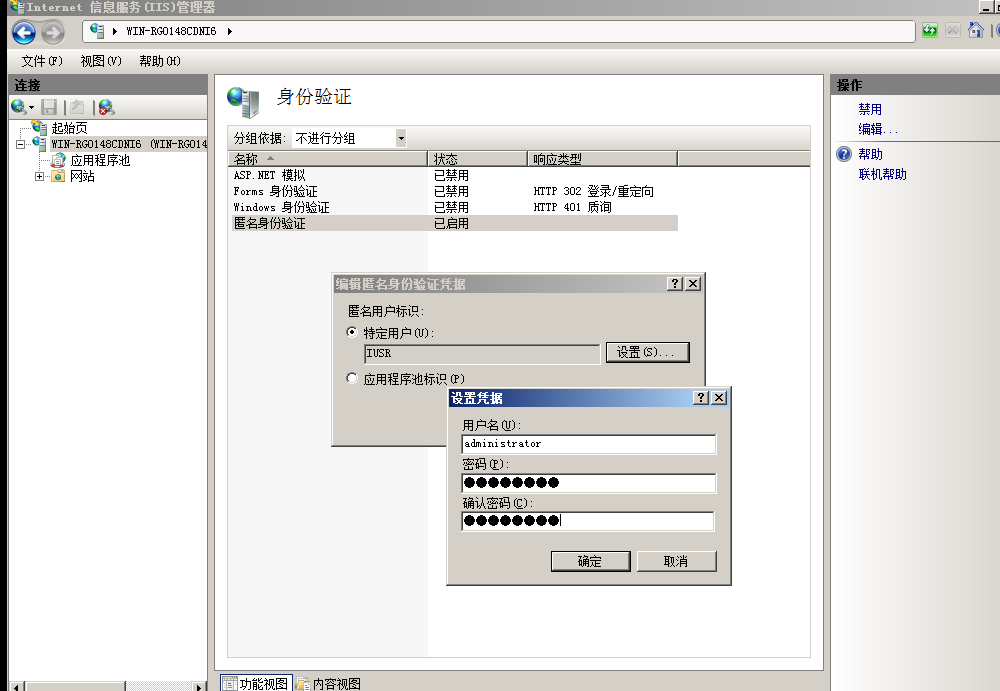 Internet 信息服务(IIS)管理器
WIN-RG0148CDNI6
文件(F) 视图(V) 帮助(H)
连接
起始页
WIN-RG0148CDNI6 (WIN-RG014
应用程序池
网站
身份验证
分组依据: 不进行分组
名称 状态 响应类型
ASP.NET 模拟 已禁用
Forms 身份验证 已禁用 HTTP 302 登录/重定向
Windows 身份验证 已禁用 HTTP 401 质询
匿名身份验证 已启用
编辑匿名身份验证凭据
匿名用户标识:
特定用户(U):
IUSR
设置(S)...
应用程序池标识(P)
设置凭据
用户名(U):
administrator
密码(P):
●●●●●●●●
确认密码(C):
●●●●●●●●
确定 取消
功能视图 内容视图
操作
禁用
编辑...
帮助
联机帮助